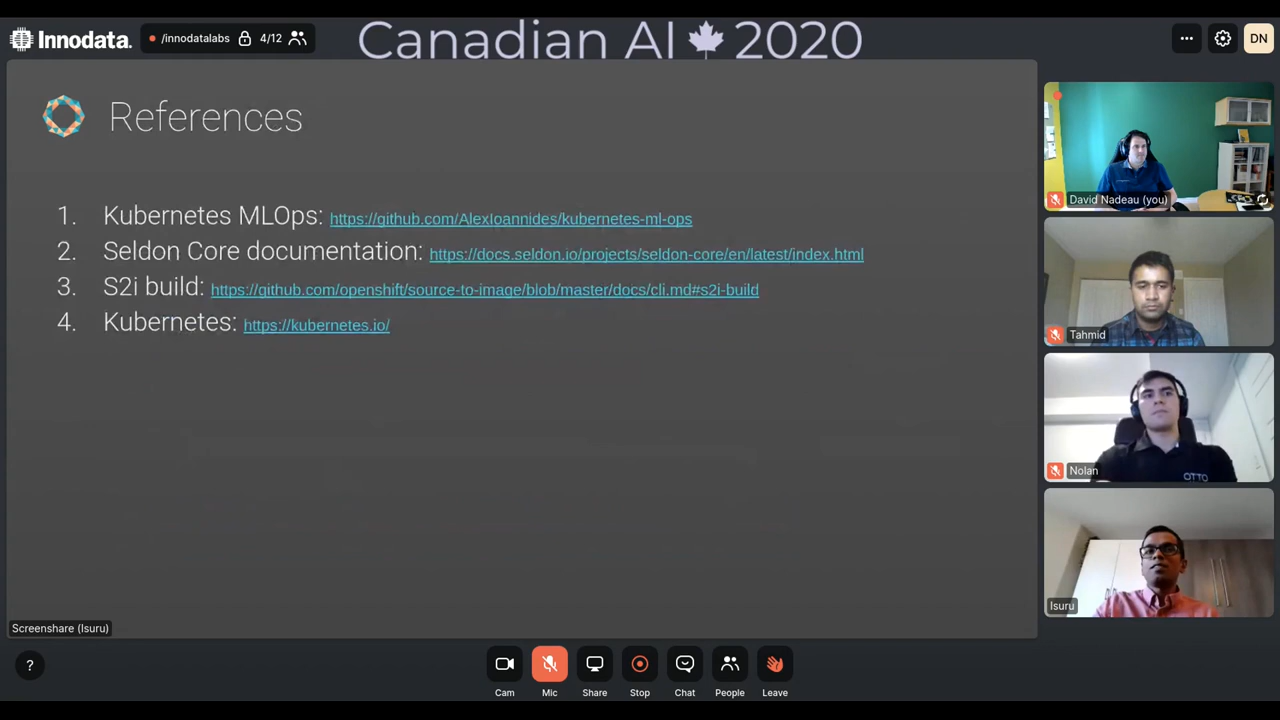 Innodata.
/innodatalabs
4/12
Canadian AI 2020
DN
References
1. Kubernetes MLOps: https://github.com/AlexIoannides/kubernetes-ml-ops
2. Seldon Core documentation: https://docs.seldon.io/projects/seldon-core/en/latest/index.html
3. S2i build: https://github.com/openshift/source-to-image/blob/master/docs/cli.md#s2i-build
4. Kubernetes: https://kubernetes.io/
David Nadeau (you)
Tahmid
OTTO
Nolan
Isuru
Screenshare (Isuru)
?
Cam
Mic
Share
Stop
Chat
People
Leave